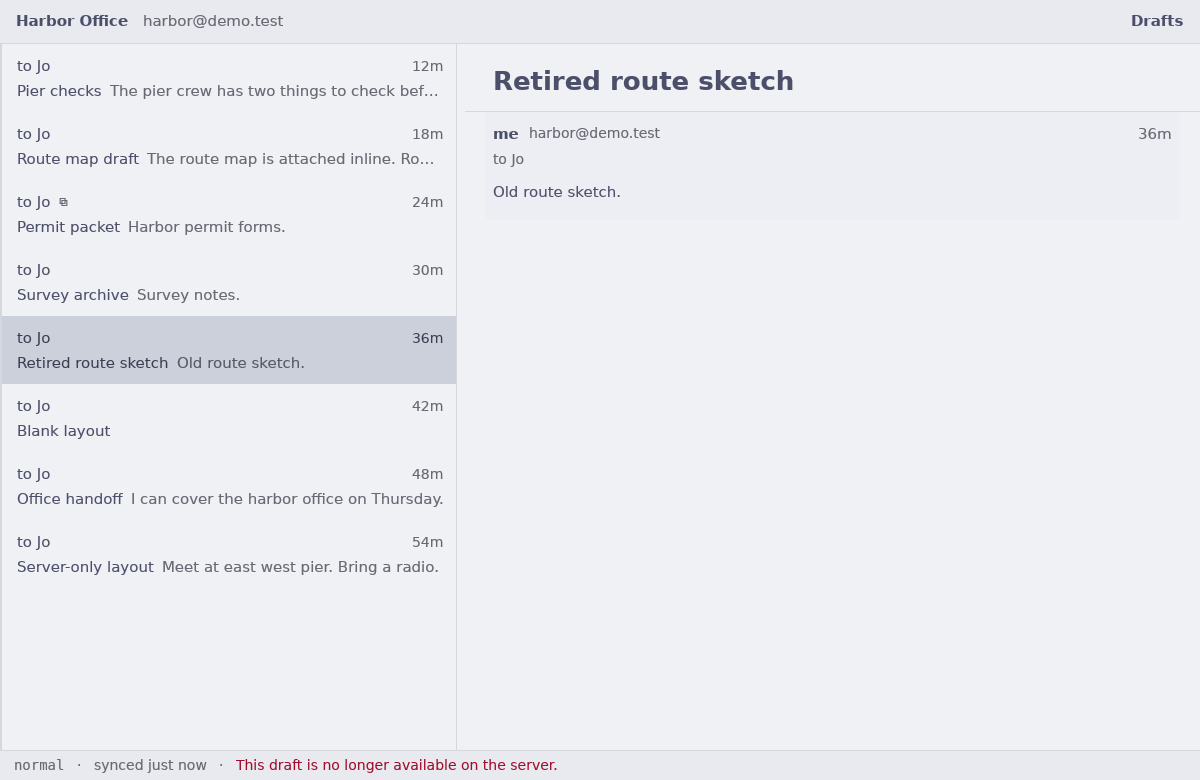 Harbor Office harbor@demo.test Drafts
to Jo 12m
Pier checks The pier crew has two things to check bef…
to Jo 18m
Route map draft The route map is attached inline. Ro…
to Jo 24m
Permit packet Harbor permit forms.
to Jo 30m
Survey archive Survey notes.
to Jo 36m
Retired route sketch Old route sketch.
to Jo 42m
Blank layout
to Jo 48m
Office handoff I can cover the harbor office on Thursday.
to Jo 54m
Server-only layout Meet at east west pier. Bring a radio.
Retired route sketch
me harbor@demo.test 36m
to Jo
Old route sketch.
normal · synced just now · This draft is no longer available on the server.